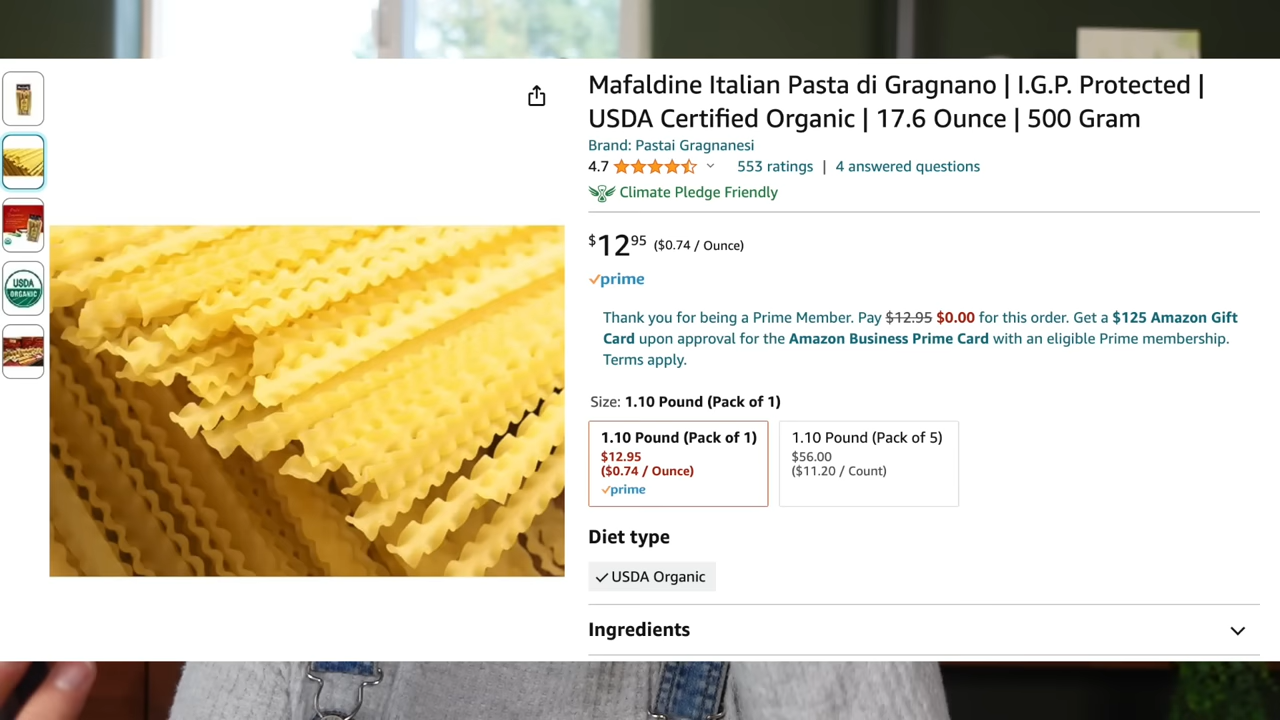 Mafaldine Italian Pasta di Gragnano | I.G.P. Protected |
USDA Certified Organic | 17.6 Ounce | 500 Gram
Brand: Pastai Gragnanesi
4.7 553 ratings | 4 answered questions
Climate Pledge Friendly
$12 95 ($0.74 / Ounce)
prime
Thank you for being a Prime Member. Pay $12.95 $0.00 for this order. Get a $125 Amazon Gift
Card upon approval for the Amazon Business Prime Card with an eligible Prime membership.
Terms apply.
Size: 1.10 Pound (Pack of 1)
1.10 Pound (Pack of 1)
$12.95
($0.74 / Ounce)
prime
1.10 Pound (Pack of 5)
$56.00
($11.20 / Count)
Diet type
USDA Organic
Ingredients
USDA
ORGANIC